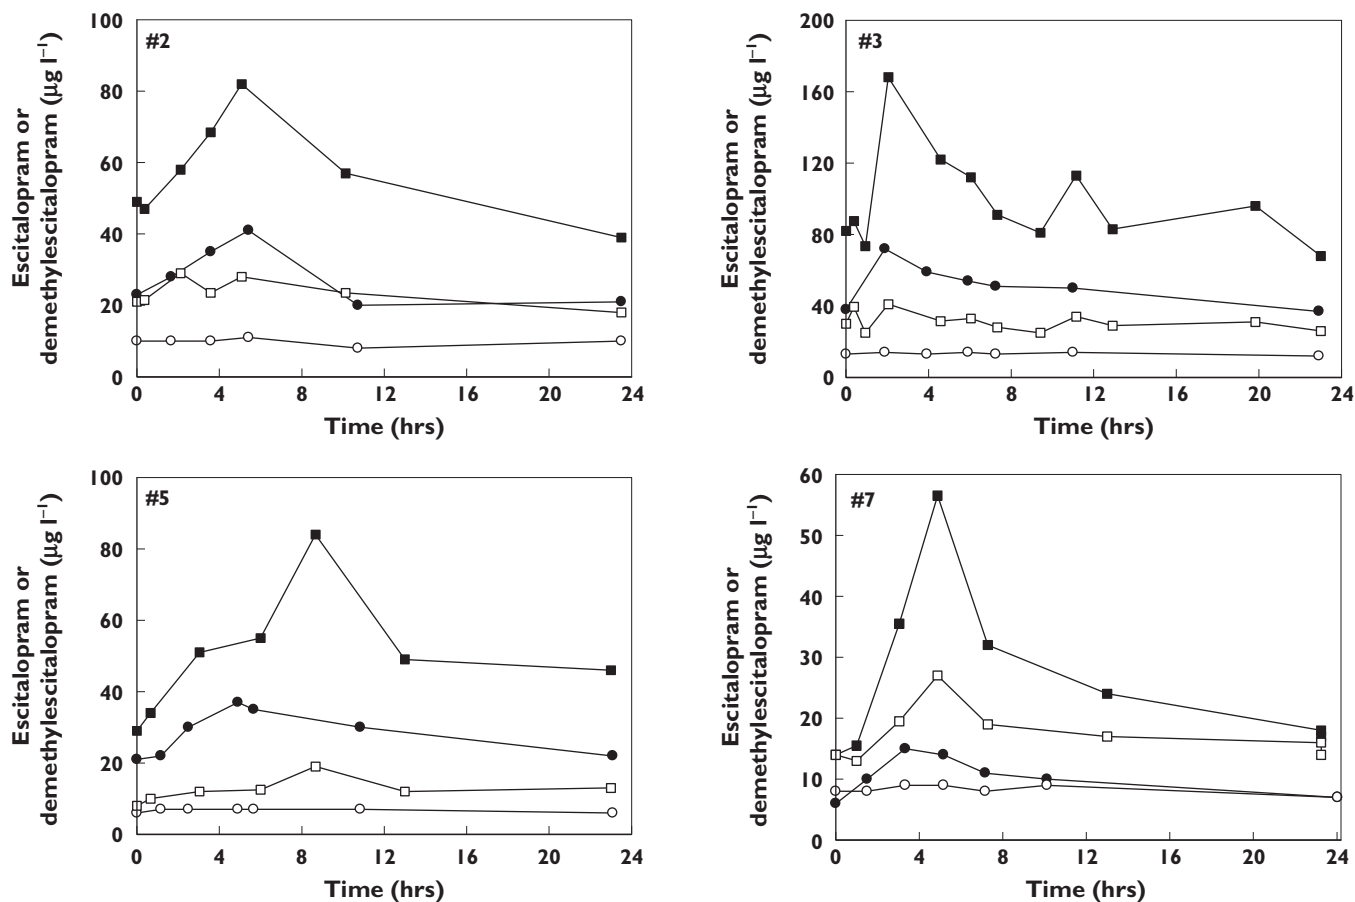 #2
Escitalopram or
demethylescitalopram (µg l⁻¹)
100
80
60
40
20
0
0 4 8 12 16 20 24
Time (hrs)
#3
Escitalopram or
demethylescitalopram (µg l⁻¹)
200
160
120
80
40
0
0 4 8 12 16 20 24
Time (hrs)
#5
Escitalopram or
demethylescitalopram (µg l⁻¹)
100
80
60
40
20
0
0 4 8 12 16 20 24
Time (hrs)
#7
Escitalopram or
demethylescitalopram (µg l⁻¹)
60
50
40
30
20
10
0
0 4 8 12 16 20 24
Time (hrs)